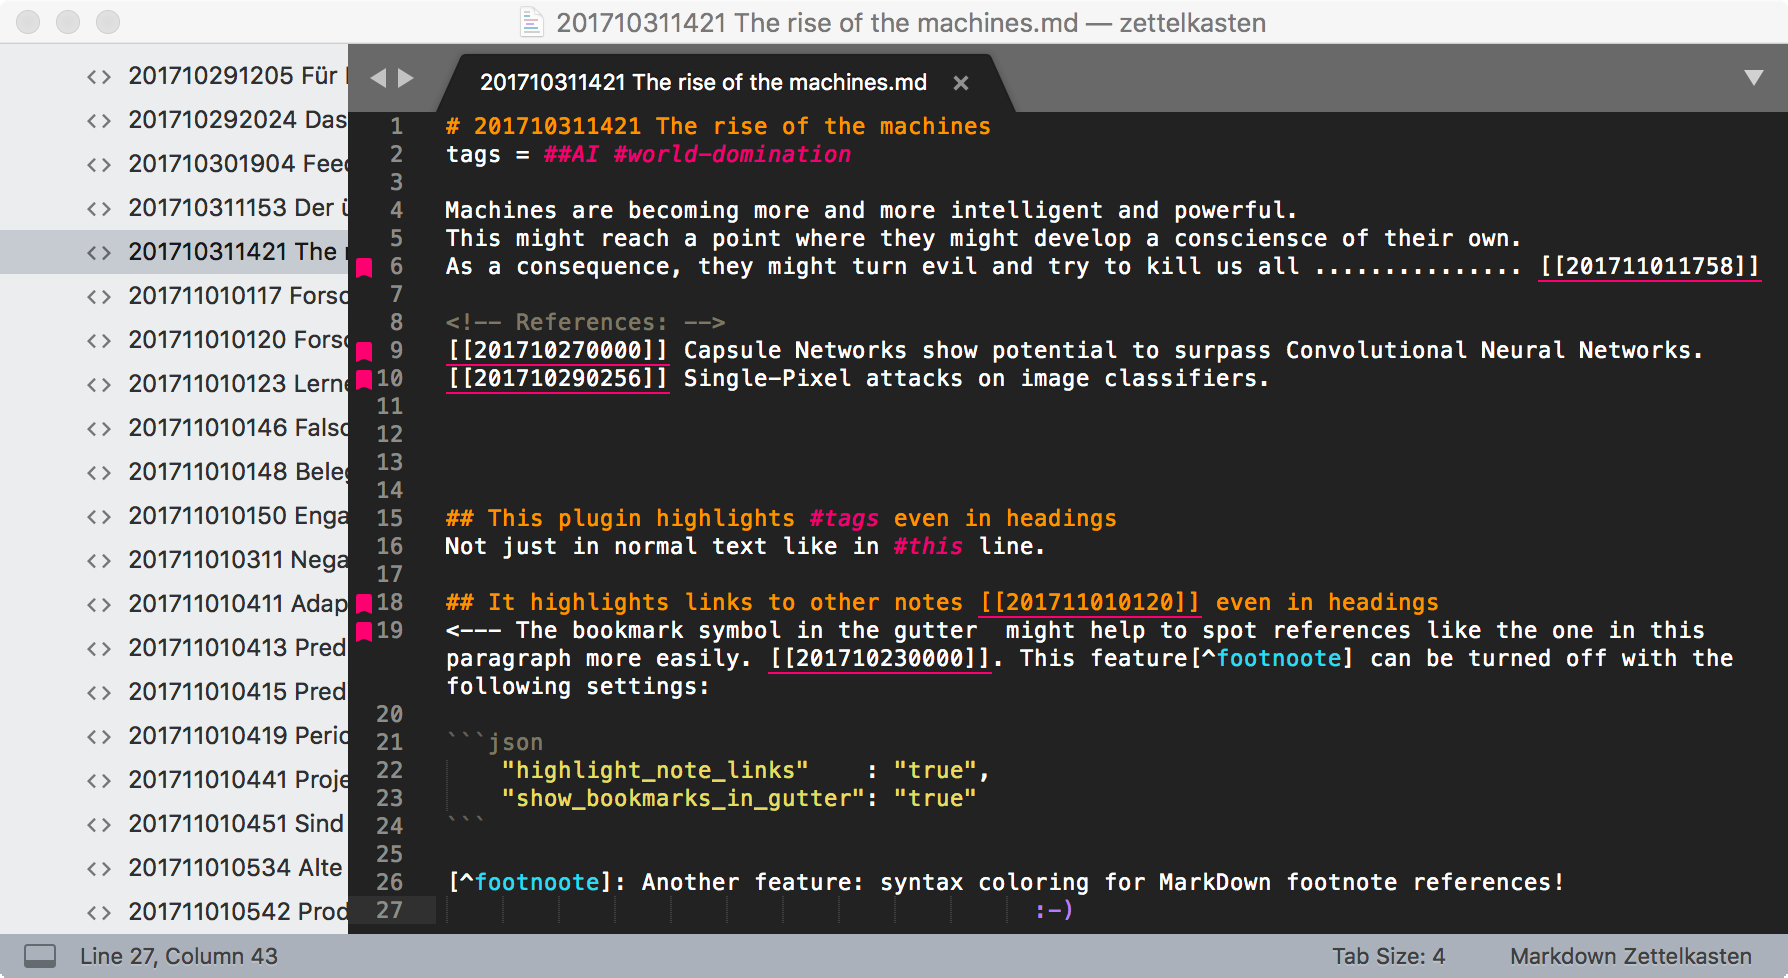 201710311421 The rise of the machines.md — zettelkasten
201710291205 Für
201710292024 Das
201710301904 Feed
201710311153 Der ü
201710311421 The
201711010117 Forsc
201711010120 Forsc
201711010123 Lerne
201711010146 Falsc
201711010148 Beleg
201711010150 Enga
201711010311 Nega
201711010411 Adap
201711010413 Pred
201711010415 Pred
201711010419 Peric
201711010441 Proje
201711010451 Sind
201711010534 Alte
201711010542 Prod
201710311421 The rise of the machines.md ×
1 # 201710311421 The rise of the machines
2 tags = ##AI #world-domination
3
4 Machines are becoming more and more intelligent and powerful.
5 This might reach a point where they might develop a consciensce of their own.
6 As a consequence, they might turn evil and try to kill us all ............... [[201711011758]]
7
8 <!-- References: -->
9 [[201710270000]] Capsule Networks show potential to surpass Convolutional Neural Networks.
10 [[201710290256]] Single-Pixel attacks on image classifiers.
11
12
13
14
15 ## This plugin highlights #tags even in headings
16 Not just in normal text like in #this line.
17
18 ## It highlights links to other notes [[201711010120]] even in headings
19 <--- The bookmark symbol in the gutter  might help to spot references like the one in this
paragraph more easily. [[201710230000]]. This feature[^footnoote] can be turned off with the
following settings:
20
21 ```json
22     "highlight_note_links"    : "true",
23     "show_bookmarks_in_gutter": "true"
24 ```
25
26 [^footnoote]: Another feature: syntax coloring for MarkDown footnote references!
27 :-)
Line 27, Column 43
Tab Size: 4
Markdown Zettelkasten